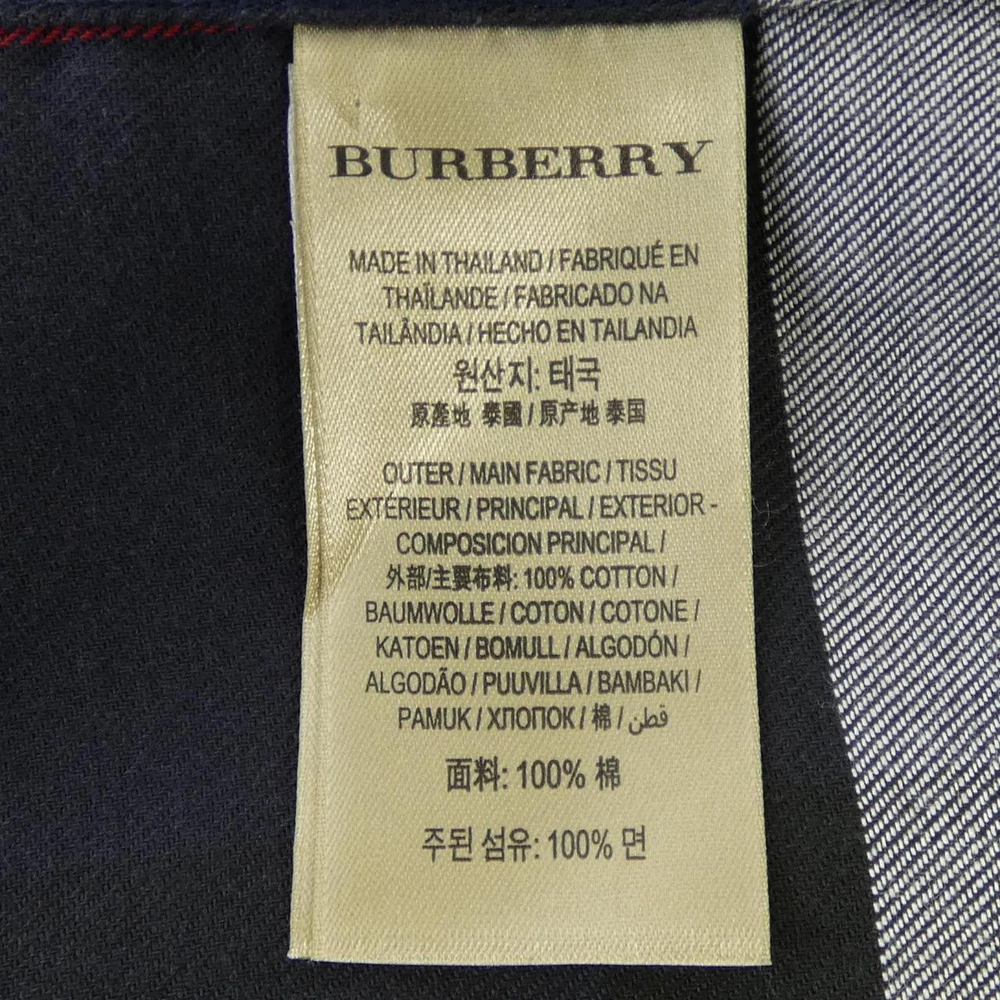 BURBERRY
MADE IN THAILAND / FABRIQUÉ EN
THAÏLANDE / FABRICADO NA
TAILÂNDIA / HECHO EN TAILANDIA
원산지: 태국
原產地 泰國 / 原产地 泰国
OUTER / MAIN FABRIC / TISSU
EXTÉRIEUR / PRINCIPAL / EXTERIOR -
COMPOSICION PRINCIPAL /
外部/主要布料: 100% COTTON /
BAUMWOLLE / COTON / COTONE /
KATOEN / BOMULL / ALGODÓN /
ALGODÃO / PUUVILLA / BAMBAKI /
PAMUK / ХЛОПОК / 棉 / قطن
面料: 100% 棉
주된 섬유: 100% 면